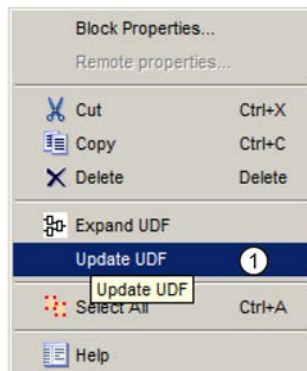 Block Properties...
Remote properties...
Cut Ctrl+X
Copy Ctrl+C
Delete Delete
Expand UDF
Update UDF 1
Update UDF
Select All Ctrl+A
Help